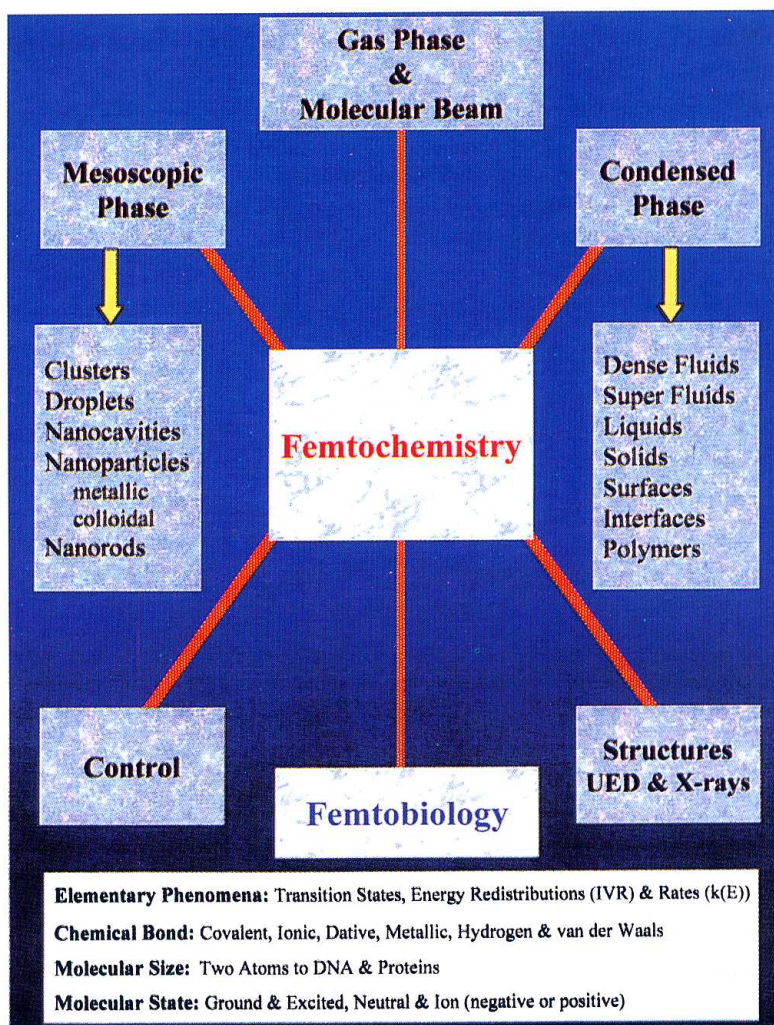 Gas Phase
&
Molecular Beam
Mesoscopic
Phase
Condensed
Phase
Clusters
Droplets
Nanocavities
Nanoparticles
metallic
colloidal
Nanorods
Femtochemistry
Dense Fluids
Super Fluids
Liquids
Solids
Surfaces
Interfaces
Polymers
Control
Femtobiology
Structures
UED & X-rays
Elementary Phenomena: Transition States, Energy Redistributions (IVR) & Rates (k(E))
Chemical Bond: Covalent, Ionic, Dative, Metallic, Hydrogen & van der Waals
Molecular Size: Two Atoms to DNA & Proteins
Molecular State: Ground & Excited, Neutral & Ion (negative or positive)